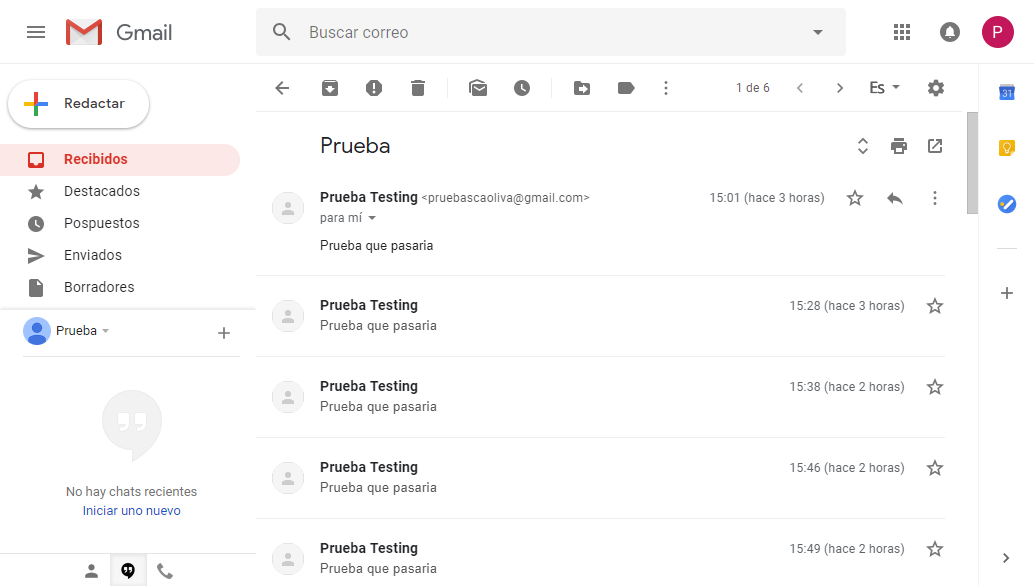 Gmail
Buscar correo
P
Redactar
1 de 6
Es
31
Recibidos
Destacados
Pospuestos
Enviados
Borradores
Prueba
Prueba Testing <pruebascaoliva@gmail.com>
15:01 (hace 3 horas)
para mí
Prueba que pasaria
Prueba Testing
15:28 (hace 3 horas)
Prueba que pasaria
Prueba Testing
15:38 (hace 2 horas)
Prueba que pasaria
Prueba Testing
15:46 (hace 2 horas)
Prueba que pasaria
Prueba Testing
15:49 (hace 2 horas)
Prueba que pasaria
Prueba
No hay chats recientes
Iniciar uno nuevo